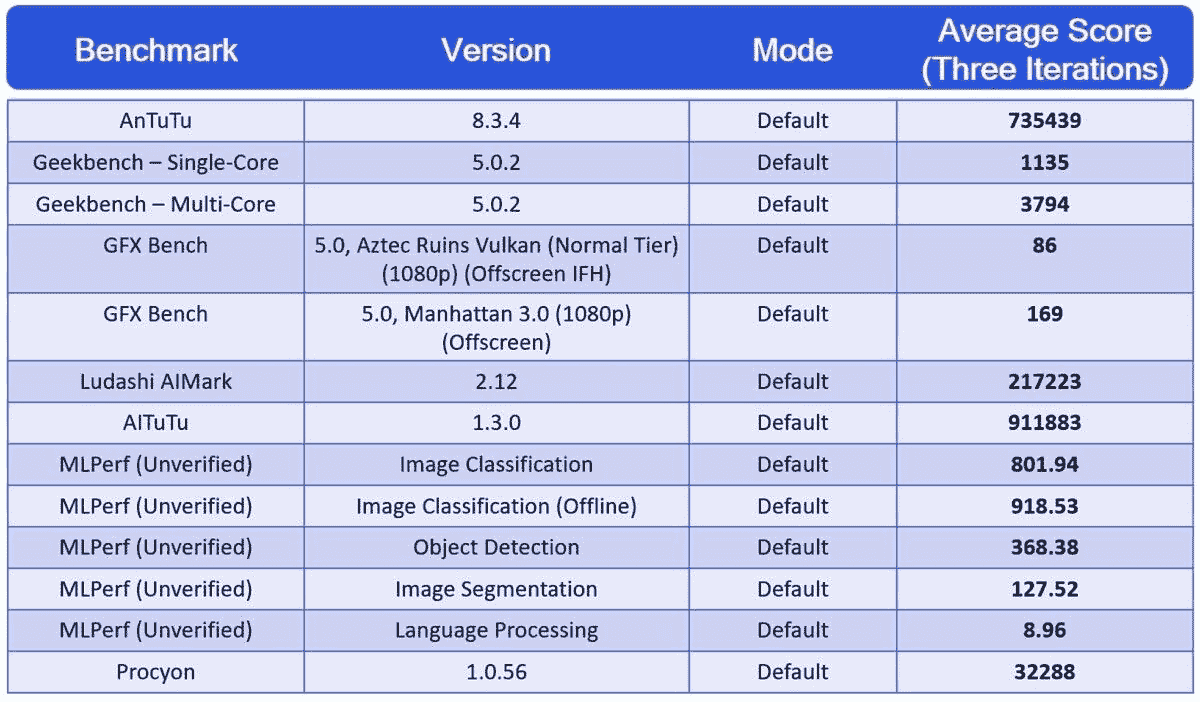 Benchmark Version Mode Average Score
(Three Iterations)
AnTuTu 8.3.4 Default 735439
Geekbench – Single-Core 5.0.2 Default 1135
Geekbench – Multi-Core 5.0.2 Default 3794
GFX Bench 5.0, Aztec Ruins Vulkan (Normal Tier) Default 86
(1080p) (Offscreen IFH)
GFX Bench 5.0, Manhattan 3.0 (1080p) Default 169
(Offscreen)
Ludashi AIMark 2.12 Default 217223
AITuTu 1.3.0 Default 911883
MLPerf (Unverified) Image Classification Default 801.94
MLPerf (Unverified) Image Classification (Offline) Default 918.53
MLPerf (Unverified) Object Detection Default 368.38
MLPerf (Unverified) Image Segmentation Default 127.52
MLPerf (Unverified) Language Processing Default 8.96
Procyon 1.0.56 Default 32288